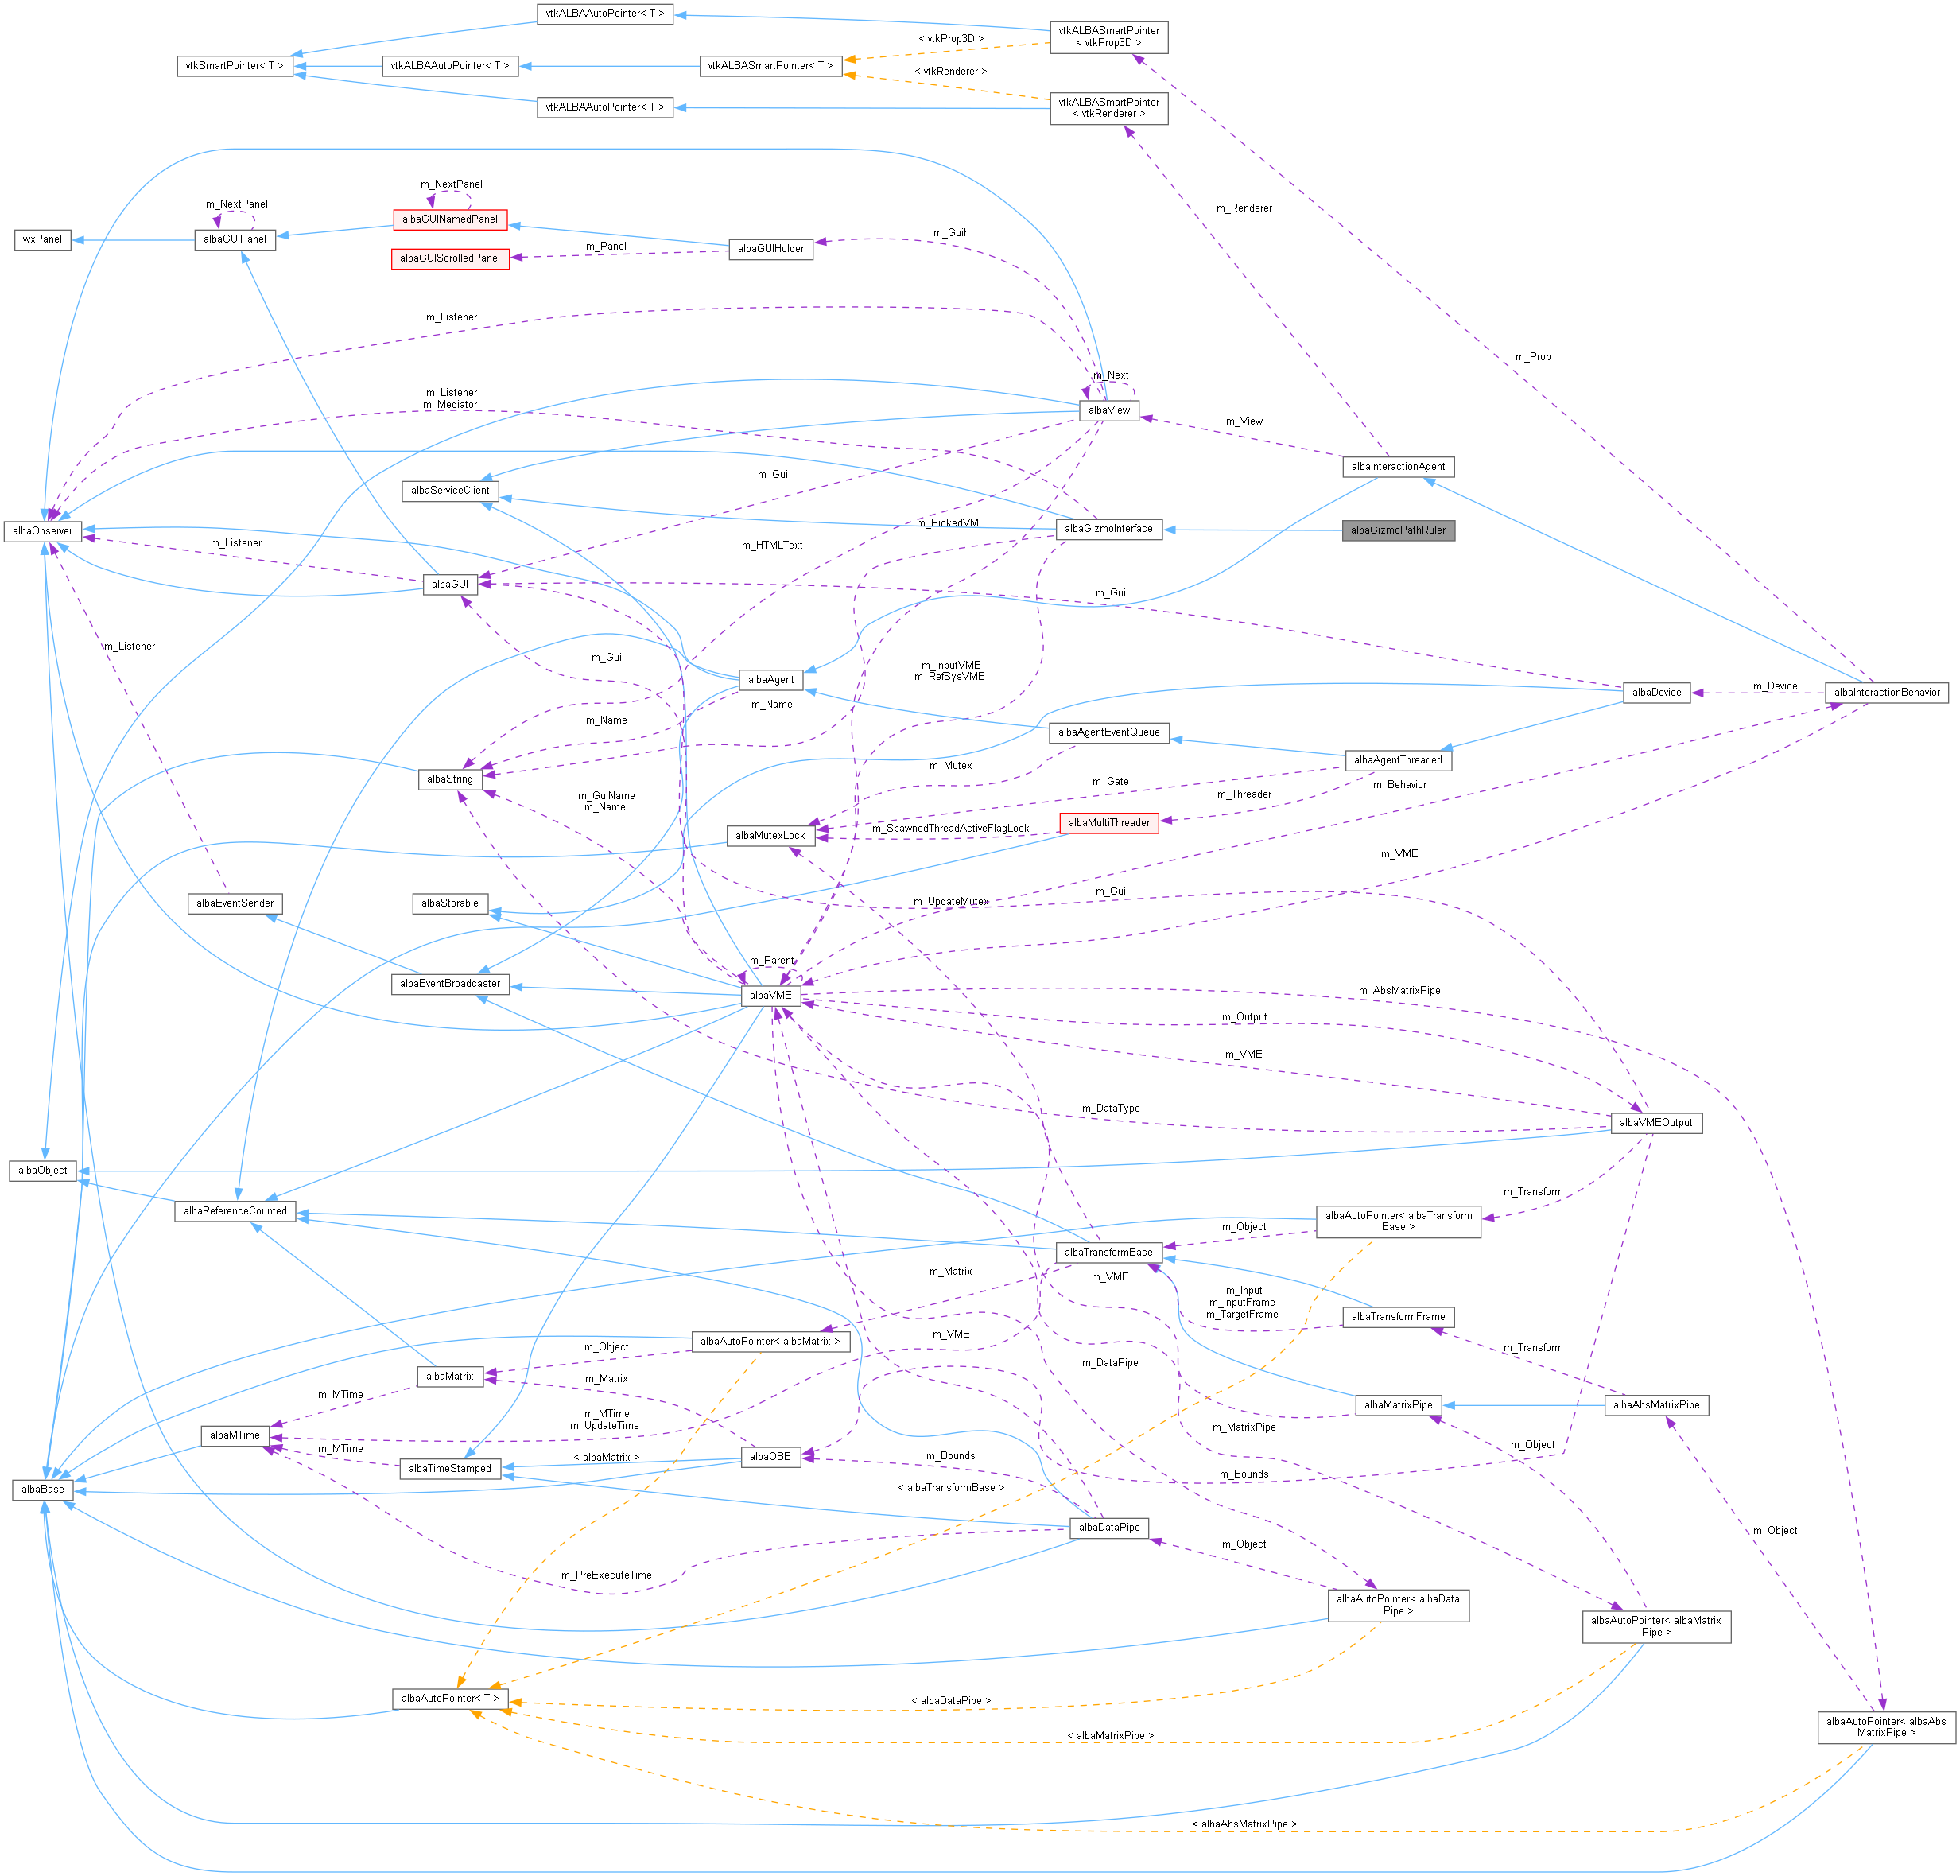 vtkALBAAutoPointer< T >
vtkALBASmartPointer
< vtkProp3D >
< vtkProp3D >
vtkSmartPointer< T >
vtkALBAAutoPointer< T >
vtkALBASmartPointer< T >
< vtkRenderer >
vtkALBAAutoPointer< T >
vtkALBASmartPointer
< vtkRenderer >
m_NextPanel
m_NextPanel
m_Renderer
albaGUINamedPanel
wxPanel
albaGUIPanel
m_Guih
m_Panel
albaGUIHolder
albaGUIScrolledPanel
m_Listener
m_Prop
m_Next
m_Listener
m_Mediator
albaView
m_View
albaInteractionAgent
m_Gui
albaServiceClient
m_PickedVME
albaObserver
albaGizmoInterface
albaGizmoPathRuler
m_Listener
m_HTMLText
albaGUI
m_Gui
m_Listener
m_Gui
m_InputVME
m_RefSysVME
albaAgent
m_Device
albaDevice
albaInteractionBehavior
m_Name
m_Name
albaAgentEventQueue
albaAgentThreaded
m_Mutex
albaString
m_Gate
m_Behavior
m_GuiName
m_Name
m_Threader
albaMultiThreader
m_SpawnedThreadActiveFlagLock
albaMutexLock
m_VME
m_Gui
albaEventSender
albaStorable
m_UpdateMutex
m_Parent
albaEventBroadcaster
albaVME
m_AbsMatrixPipe
m_Output
m_VME
m_DataType
albaVMEOutput
albaObject
m_Transform
albaReferenceCounted
albaAutoPointer< albaTransform
Base >
m_Object
albaTransformBase
m_Matrix
m_VME
m_Input
m_InputFrame
m_TargetFrame
albaTransformFrame
m_VME
albaAutoPointer< albaMatrix >
m_Object
m_Transform
m_DataPipe
albaMatrix
m_Matrix
m_MTime
albaMatrixPipe
albaAbsMatrixPipe
m_MTime
m_UpdateTime
m_MatrixPipe
albaMTime
m_Object
m_MTime
< albaMatrix >
albaOBB
m_Bounds
albaTimeStamped
m_Bounds
albaBase
< albaTransformBase >
albaDataPipe
m_Object
m_Object
m_PreExecuteTime
albaAutoPointer< albaData
Pipe >
albaAutoPointer< albaMatrix
Pipe >
albaAutoPointer< T >
< albaDataPipe >
albaAutoPointer< albaAbs
MatrixPipe >
< albaMatrixPipe >
< albaAbsMatrixPipe >